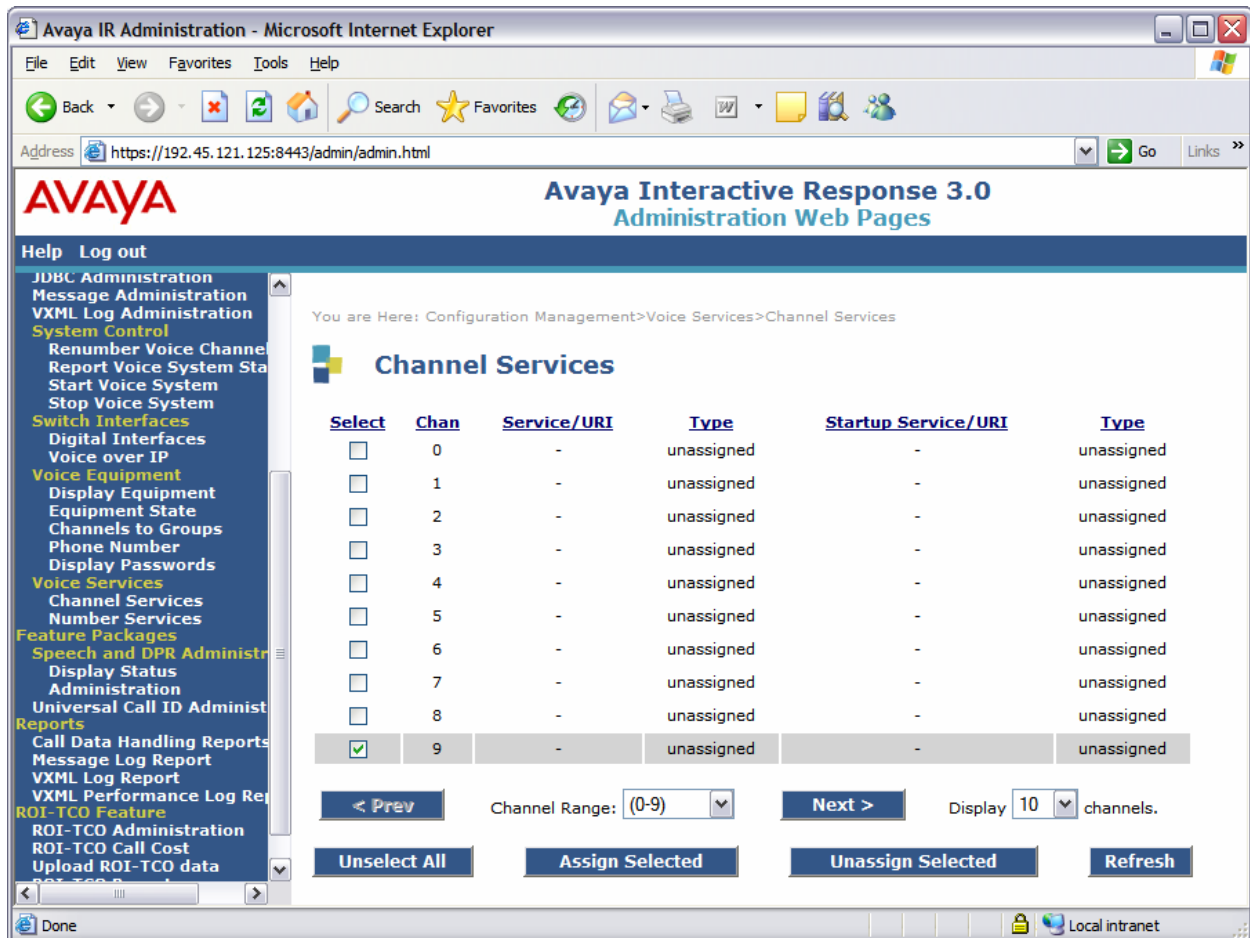 Avaya IR Administration - Microsoft Internet Explorer
File Edit View Favorites Tools Help
Back Search Favorites
Address https://192.45.121.125:8443/admin/admin.html Go Links »
AVAYA
Avaya Interactive Response 3.0
Administration Web Pages
Help Log out
JDBC Administration
Message Administration
VXML Log Administration
System Control
Renumber Voice Channel
Report Voice System Sta
Start Voice System
Stop Voice System
Switch Interfaces
Digital Interfaces
Voice over IP
Voice Equipment
Display Equipment
Equipment State
Channels to Groups
Phone Number
Display Passwords
Voice Services
Channel Services
Number Services
Feature Packages
Speech and DPR Administr
Display Status
Administration
Universal Call ID Administ
Reports
Call Data Handling Reports
Message Log Report
VXML Log Report
VXML Performance Log Rep
ROI-TCO Feature
ROI-TCO Administration
ROI-TCO Call Cost
Upload ROI-TCO data
You are Here: Configuration Management>Voice Services>Channel Services
Channel Services
Select Chan Service/URI Type Startup Service/URI Type
0 - unassigned - unassigned
1 - unassigned - unassigned
2 - unassigned - unassigned
3 - unassigned - unassigned
4 - unassigned - unassigned
5 - unassigned - unassigned
6 - unassigned - unassigned
7 - unassigned - unassigned
8 - unassigned - unassigned
9 - unassigned - unassigned
< Prev Channel Range: (0-9) Next > Display 10 channels.
Unselect All Assign Selected Unassign Selected Refresh
Done Local intranet